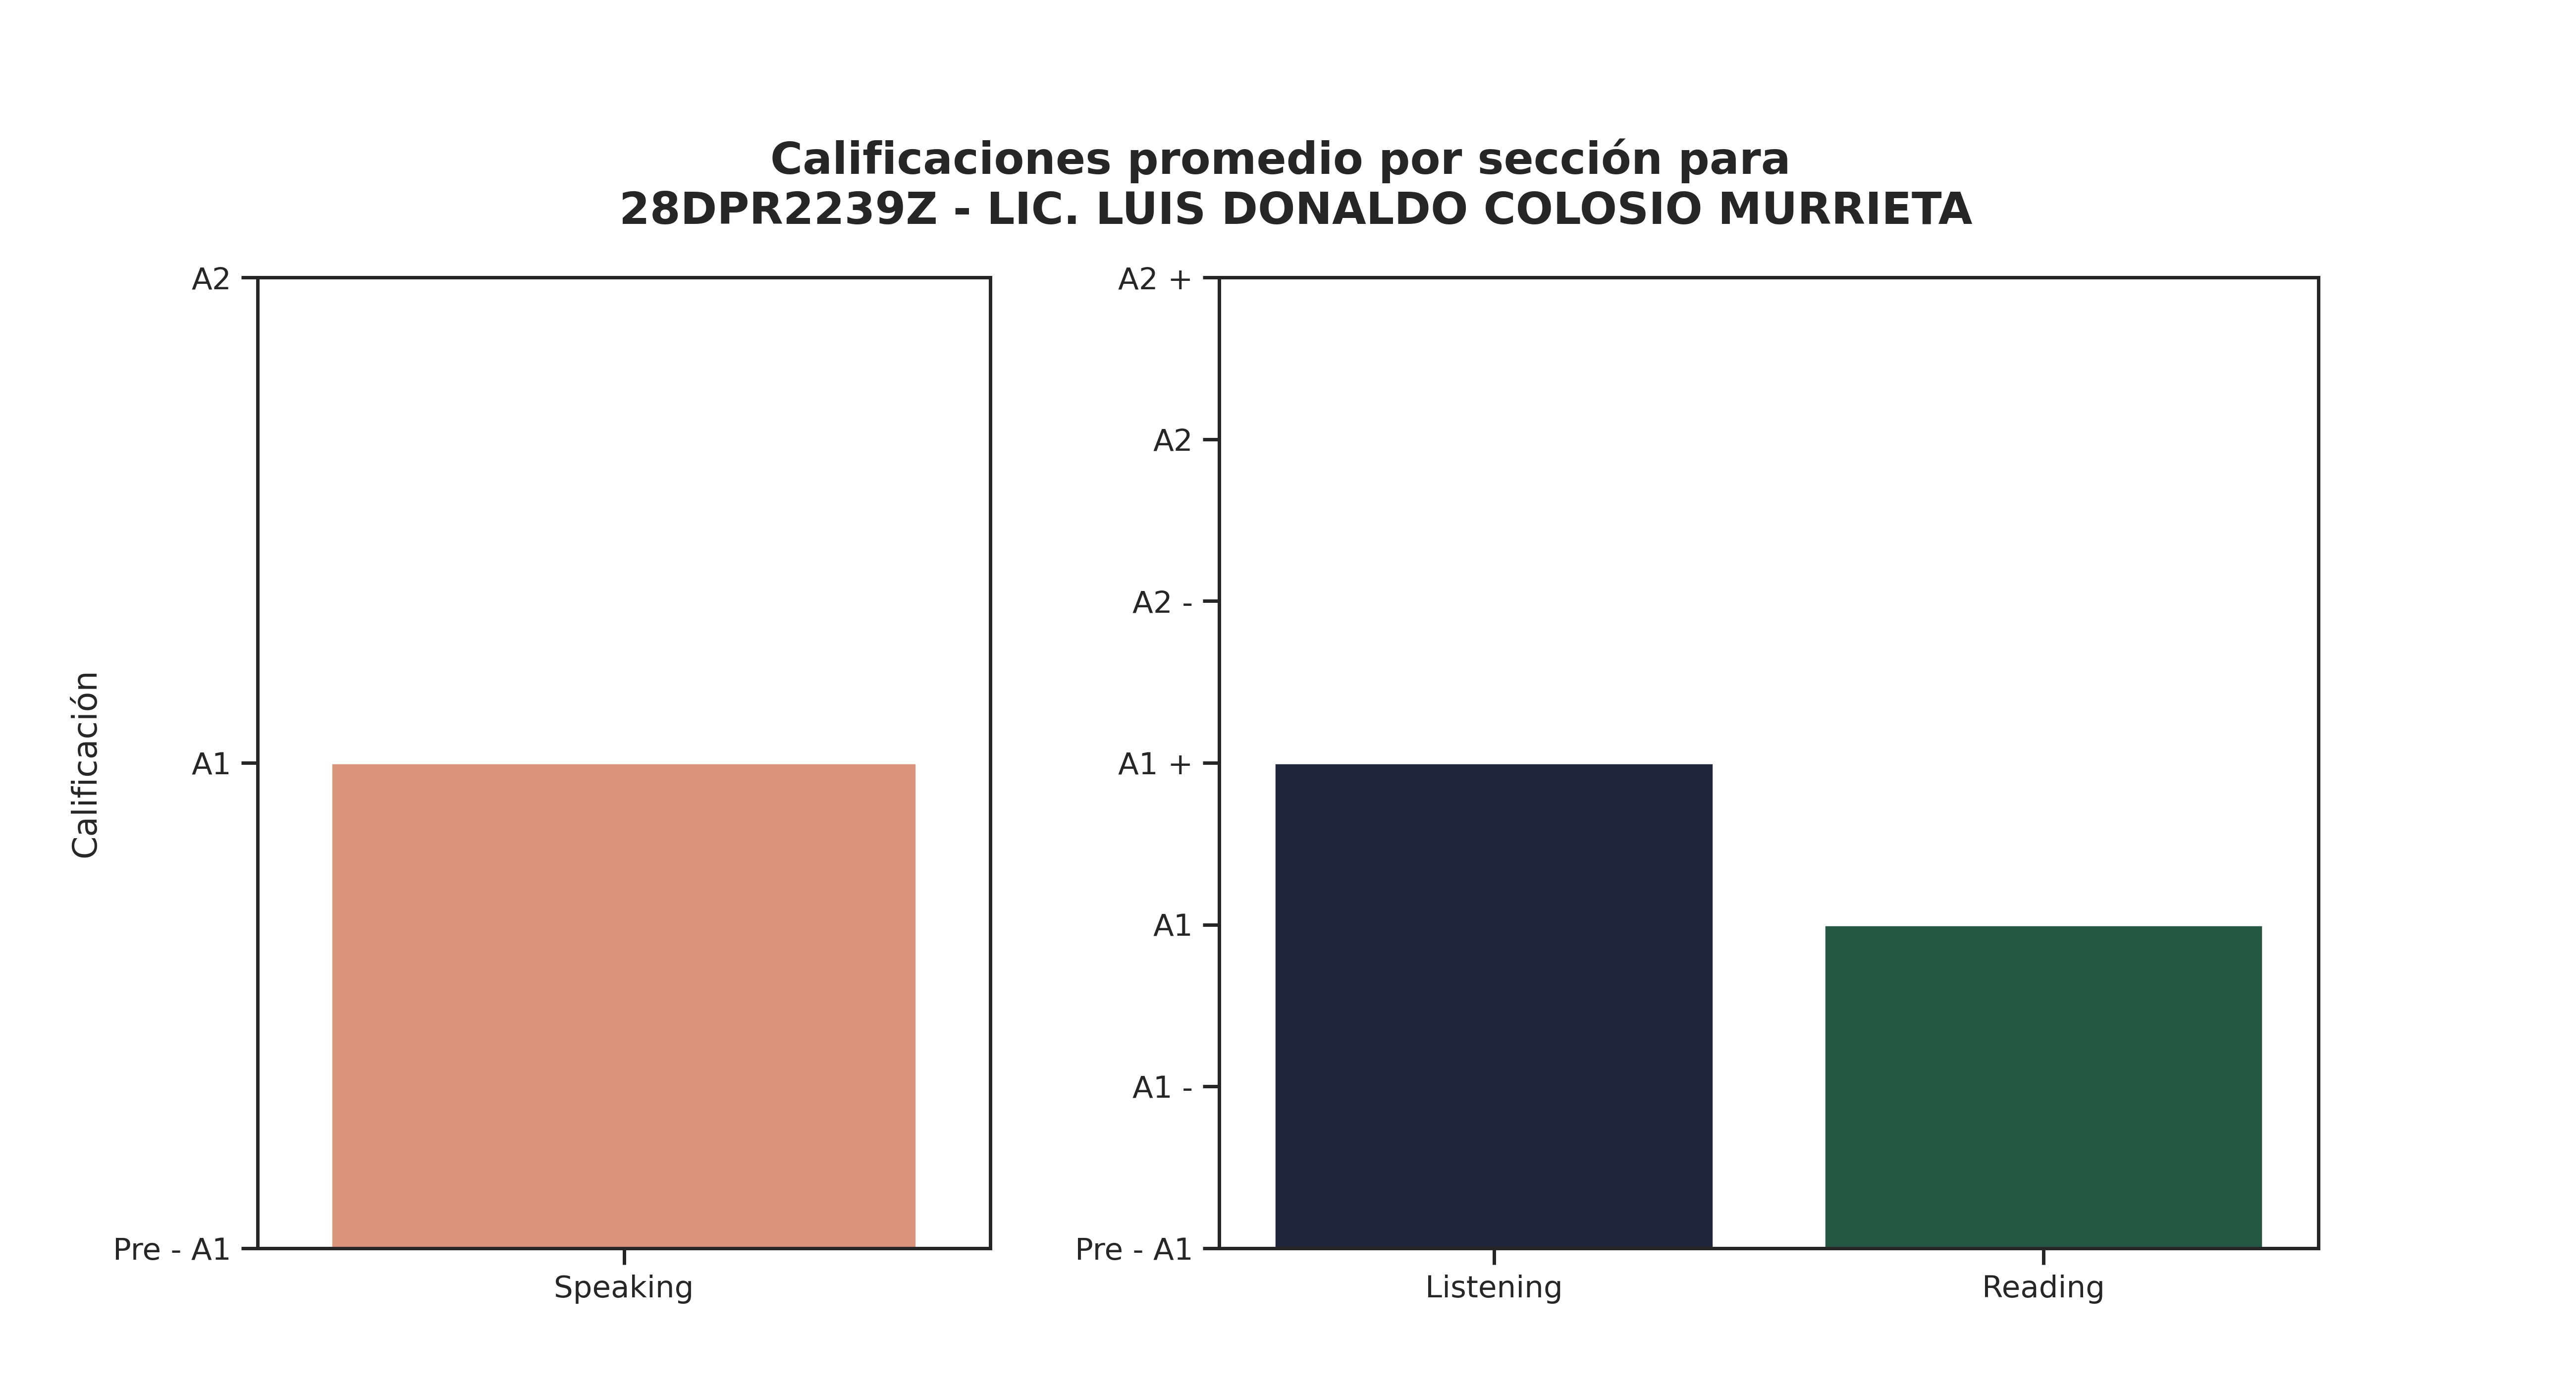 Calificaciones promedio por sección para
28DPR2239Z - LIC. LUIS DONALDO COLOSIO MURRIETA
Calificación
A2
A1
Pre - A1
Speaking
A2 +
A2
A2 -
A1 +
A1
A1 -
Pre - A1
Listening
Reading